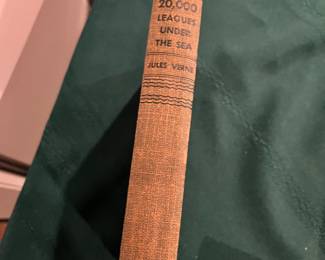 20,000
LEAGUES
UNDER
THE SEA
JULES VERNE